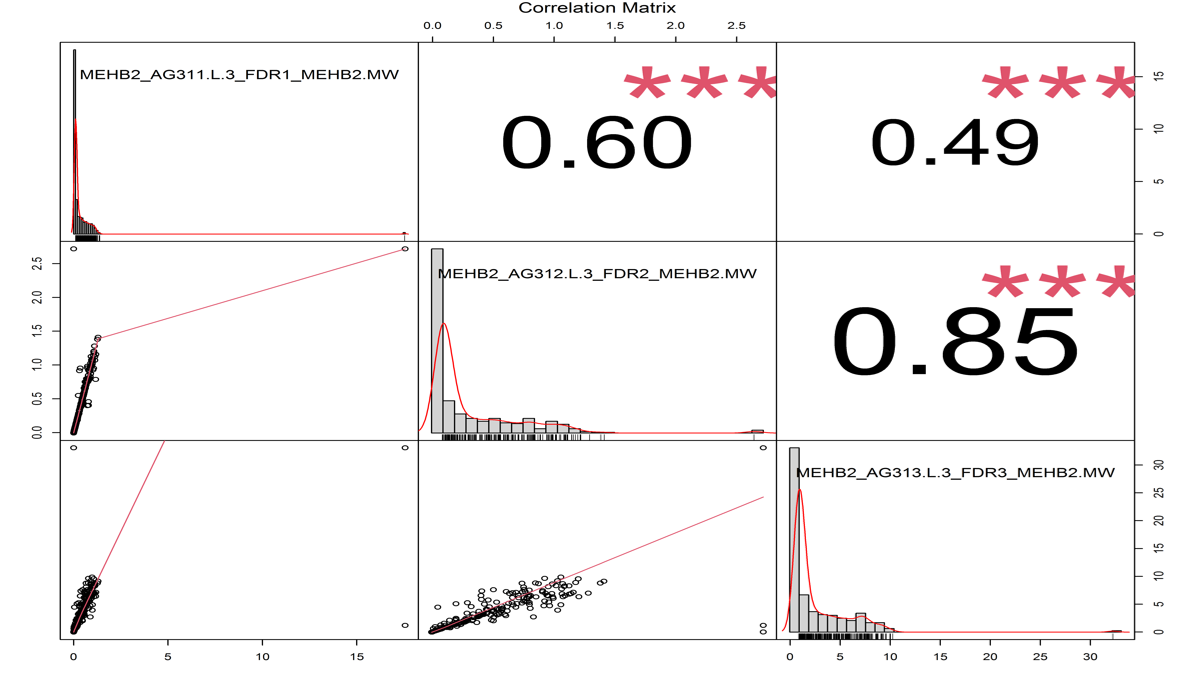 Correlation Matrix
0.0 0.5 1.0 1.5 2.0 2.5
MEHB2_AG311.L.3_FDR1_MEHB2.MW
***
0.60
***
0.49
0 5 10 15
0.0 0.5 1.0 1.5 2.0 2.5
MEHB2_AG312.L.3_FDR2_MEHB2.MW
***
0.85
MEHB2_AG313.L.3_FDR3_MEHB2.MW
0 5 10 15 20 25 30
0 5 10 15
0 5 10 15 20 25 30